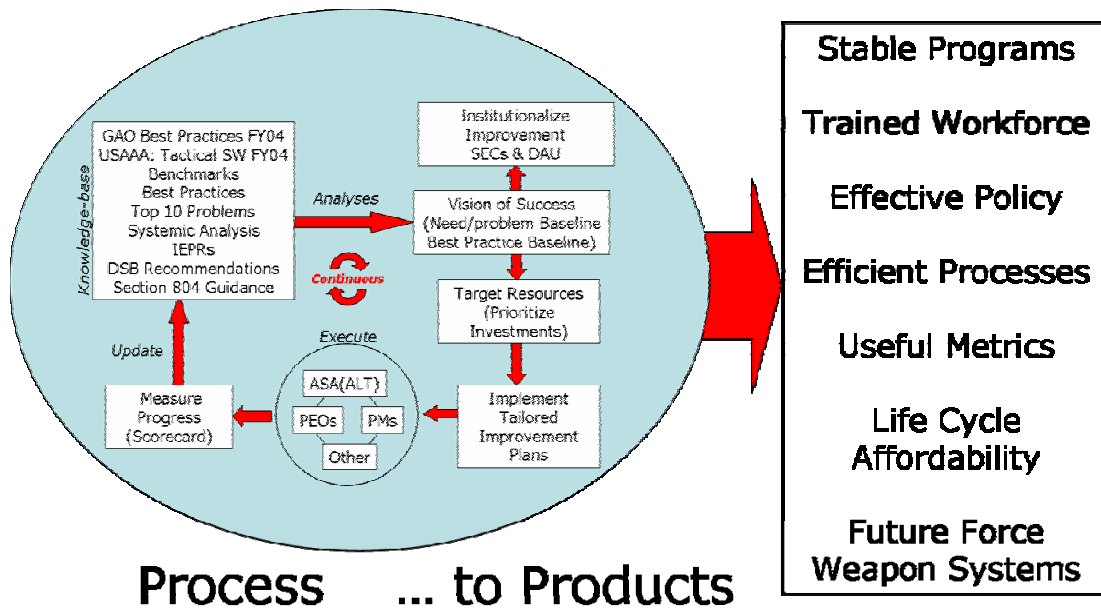 Knowledge-base
GAO Best Practices FY04
USAAA: Tactical SW FY04
Benchmarks
Best Practices
Top 10 Problems
Systemic Analysis
IEPRs
DSB Recommendations
Section 804 Guidance
Analyses
Continuous
Institutionalize
Improvement
SECs & DAU
Vision of Success
(Need/problem Baseline
Best Practice Baseline)
Target Resources
(Prioritize
Investments)
Implement
Tailored
Improvement
Plans
Execute
ASA(ALT)
PEOs
PMs
Other
Measure
Progress
(Scorecard)
Update
Stable Programs
Trained Workforce
Effective Policy
Efficient Processes
Useful Metrics
Life Cycle
Affordability
Future Force
Weapon Systems
Process ... to Products